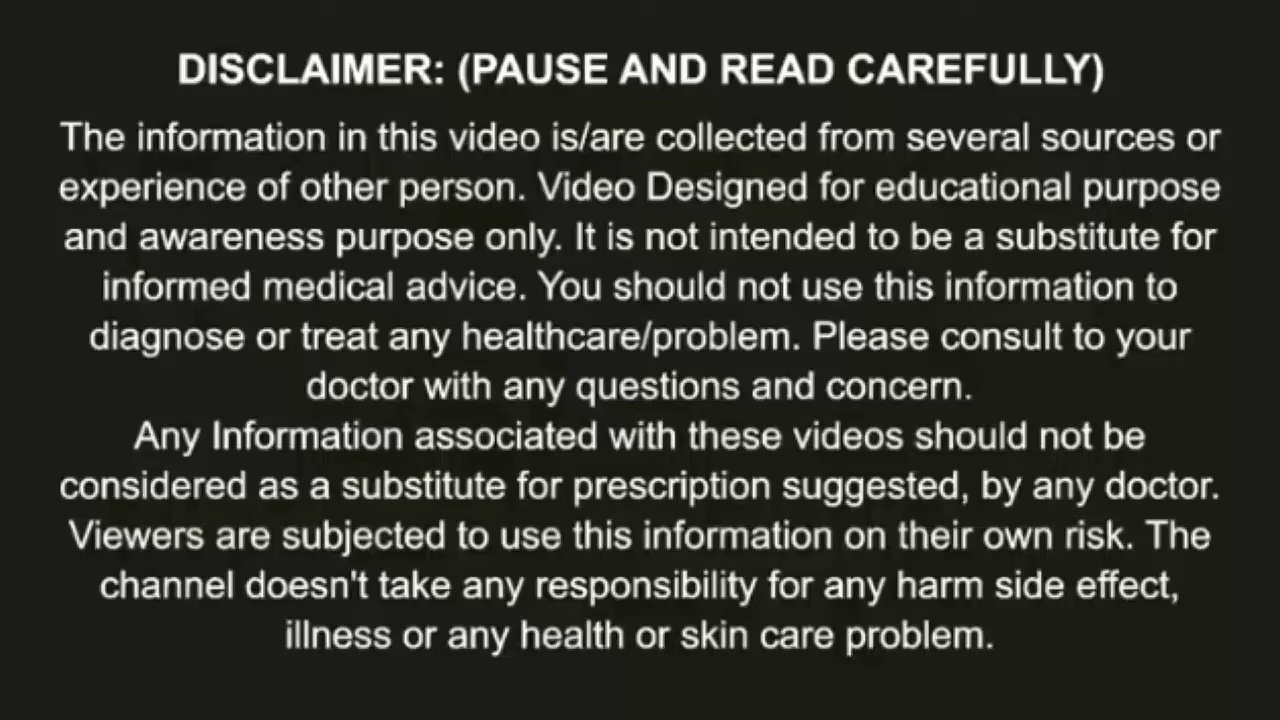 DISCLAIMER: (PAUSE AND READ CAREFULLY)
The information in this video is/are collected from several sources or
experience of other person. Video Designed for educational purpose
and awareness purpose only. It is not intended to be a substitute for
informed medical advice. You should not use this information to
diagnose or treat any healthcare/problem. Please consult to your
doctor with any questions and concern.
Any Information associated with these videos should not be
considered as a substitute for prescription suggested, by any doctor.
Viewers are subjected to use this information on their own risk. The
channel doesn't take any responsibility for any harm side effect,
illness or any health or skin care problem.